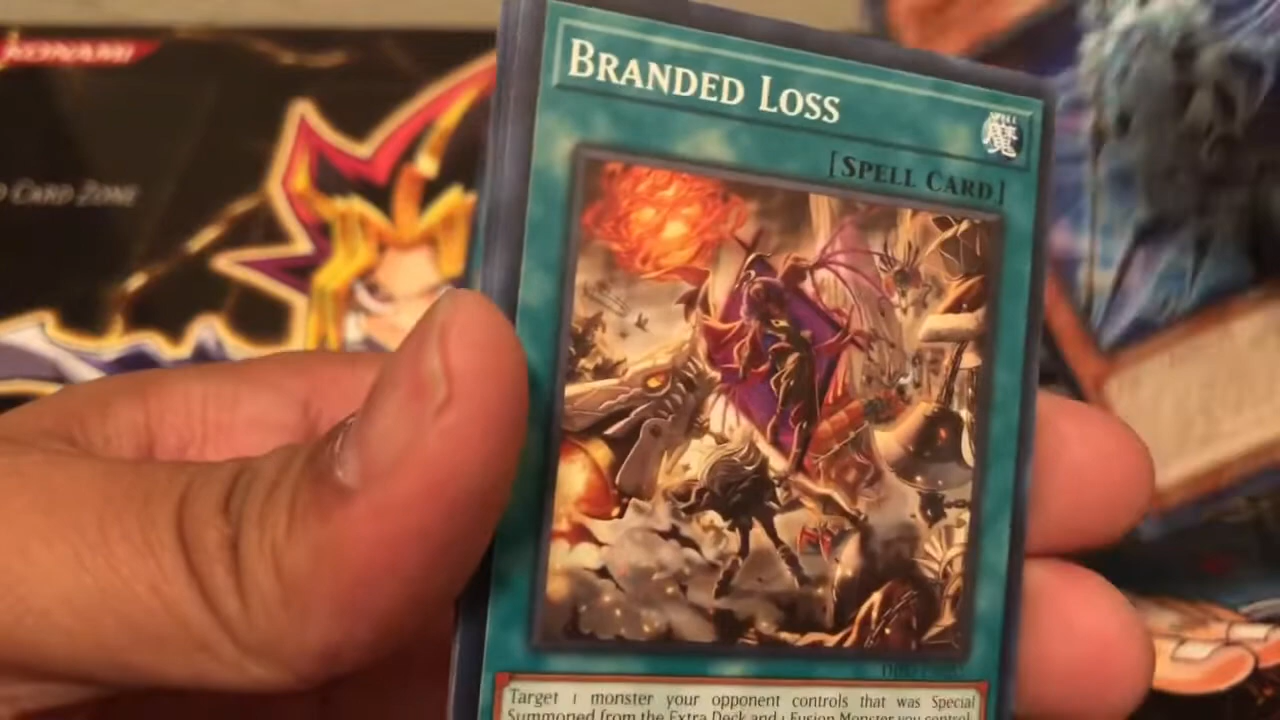 KONAMI
CARD ZONE
BRANDED LOSS
SPELL
魔
[SPELL CARD]
Target 1 monster your opponent controls that was Special
Summoned from the Extra Deck and 1 Fusion Monster you control